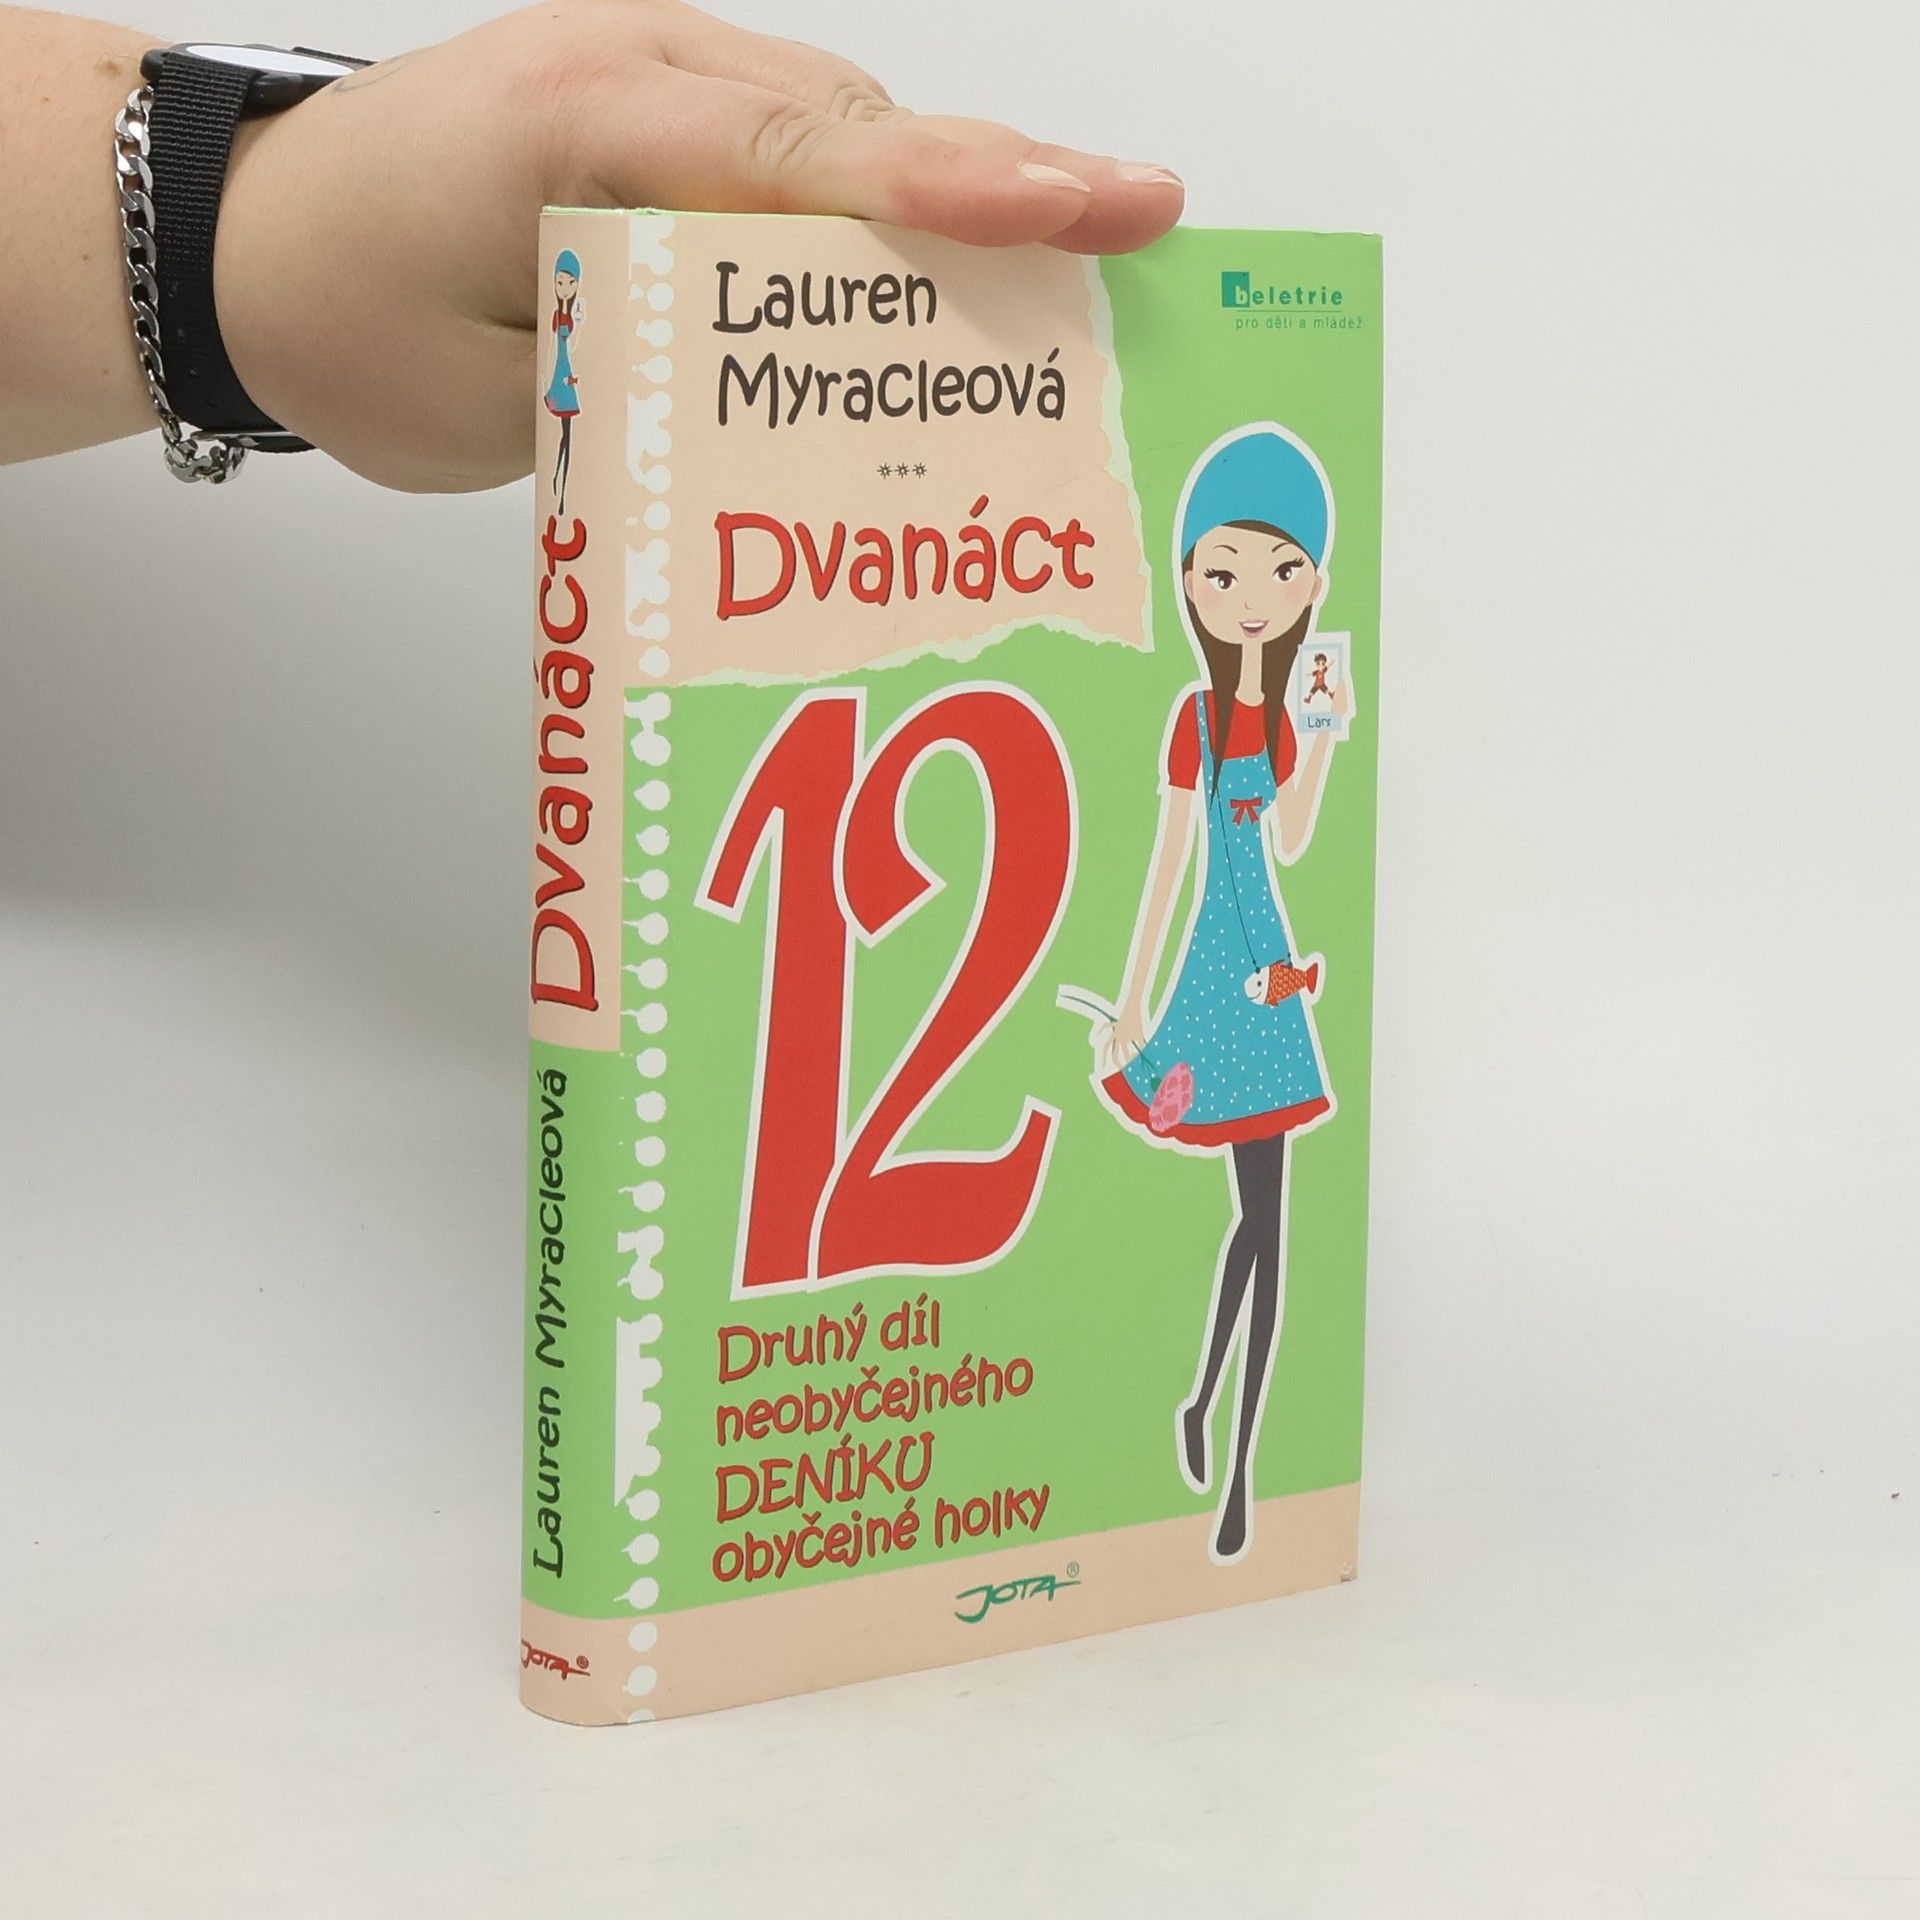 Lauren
Myracleová
***
Dvanáct
beletrie
pro děti a mládež
Lars
12
Druhý díl
neobyčejného
DENÍKU
obyčejné holky
JOTA®
Dvanáct
Lauren Myracleová
JOTA®